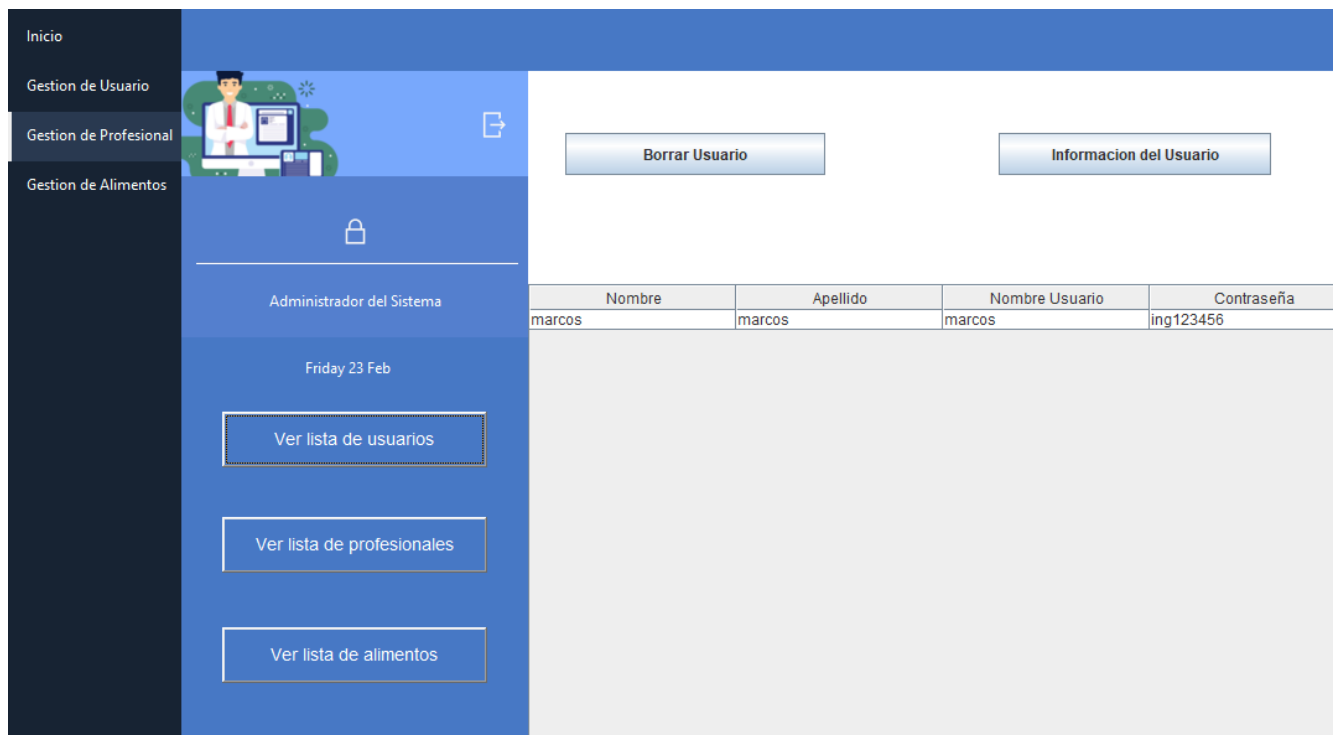 Inicio
Gestion de Usuario
Gestion de Profesional
Gestion de Alimentos
Administrador del Sistema
Friday 23 Feb
Ver lista de usuarios
Ver lista de profesionales
Ver lista de alimentos
Borrar Usuario
Informacion del Usuario
Nombre Apellido Nombre Usuario Contraseña
marcos marcos marcos ing123456